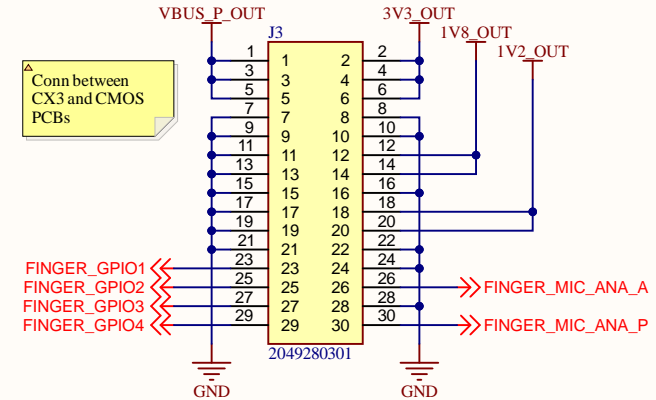 VBUS_P_OUT
3V3_OUT
J3
1V8_OUT
1V2_OUT
Conn between
CX3 and CMOS
PCBs
1 1 2 2
3 3 4 4
5 5 6 6
7 7 8 8
9 9 10 10
11 11 12 12
13 13 14 14
15 15 16 16
17 17 18 18
19 19 20 20
21 21 22 22
FINGER_GPIO1 23 23 24 24
FINGER_GPIO2 25 25 26 26 FINGER_MIC_ANA_A
FINGER_GPIO3 27 27 28 28
FINGER_GPIO4 29 29 30 30 FINGER_MIC_ANA_P
2049280301
GND
GND